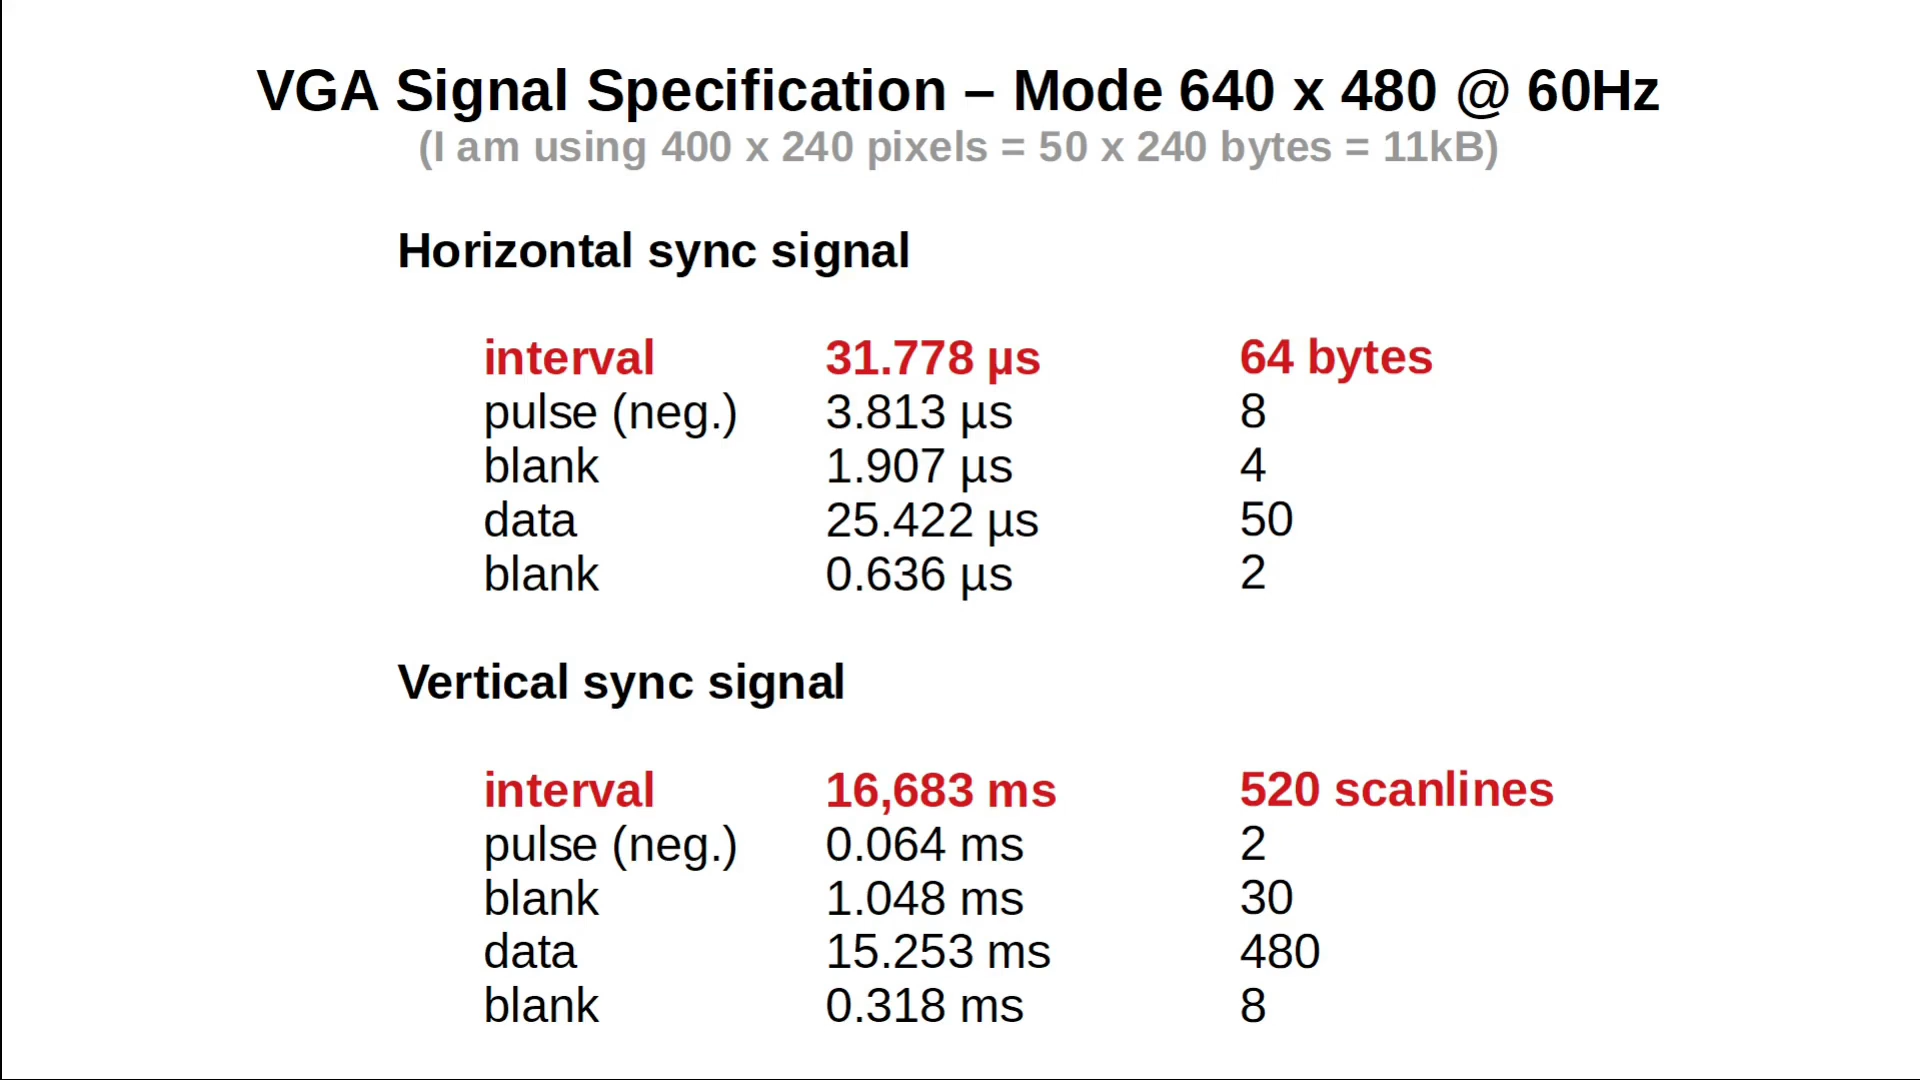 VGA Signal Specification – Mode 640 x 480 @ 60Hz
(I am using 400 x 240 pixels = 50 x 240 bytes = 11kB)
Horizontal sync signal
interval 31.778 µs 64 bytes
pulse (neg.) 3.813 µs 8
blank 1.907 µs 4
data 25.422 µs 50
blank 0.636 µs 2
Vertical sync signal
interval 16,683 ms 520 scanlines
pulse (neg.) 0.064 ms 2
blank 1.048 ms 30
data 15.253 ms 480
blank 0.318 ms 8